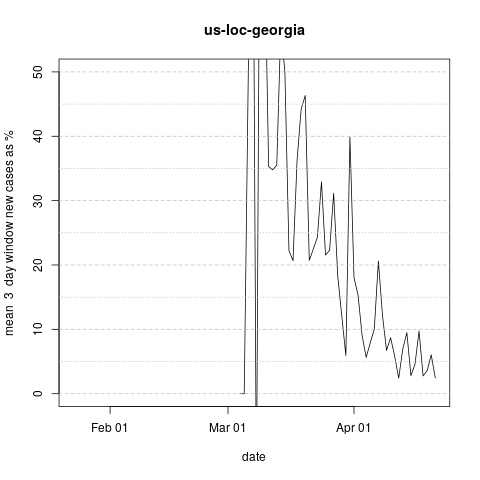 us-loc-georgia
mean 3 day window new cases as %
50
40
30
20
10
0
Feb 01
Mar 01
Apr 01
date